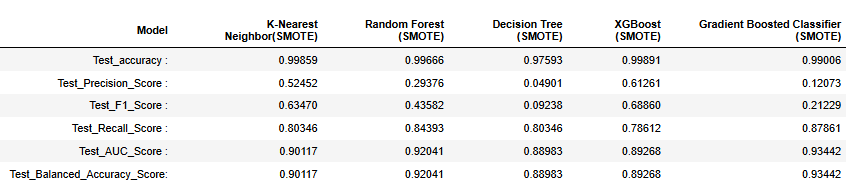 Model K-Nearest Neighbor(SMOTE) Random Forest (SMOTE) Decision Tree (SMOTE) XGBoost (SMOTE) Gradient Boosted Classifier (SMOTE)
Test_accuracy : 0.99859 0.99666 0.97593 0.99891 0.99006
Test_Precision_Score : 0.52452 0.29376 0.04901 0.61261 0.12073
Test_F1_Score : 0.63470 0.43582 0.09238 0.68860 0.21229
Test_Recall_Score : 0.80346 0.84393 0.80346 0.78612 0.87861
Test_AUC_Score : 0.90117 0.92041 0.88983 0.89268 0.93442
Test_Balanced_Accuracy_Score: 0.90117 0.92041 0.88983 0.89268 0.93442